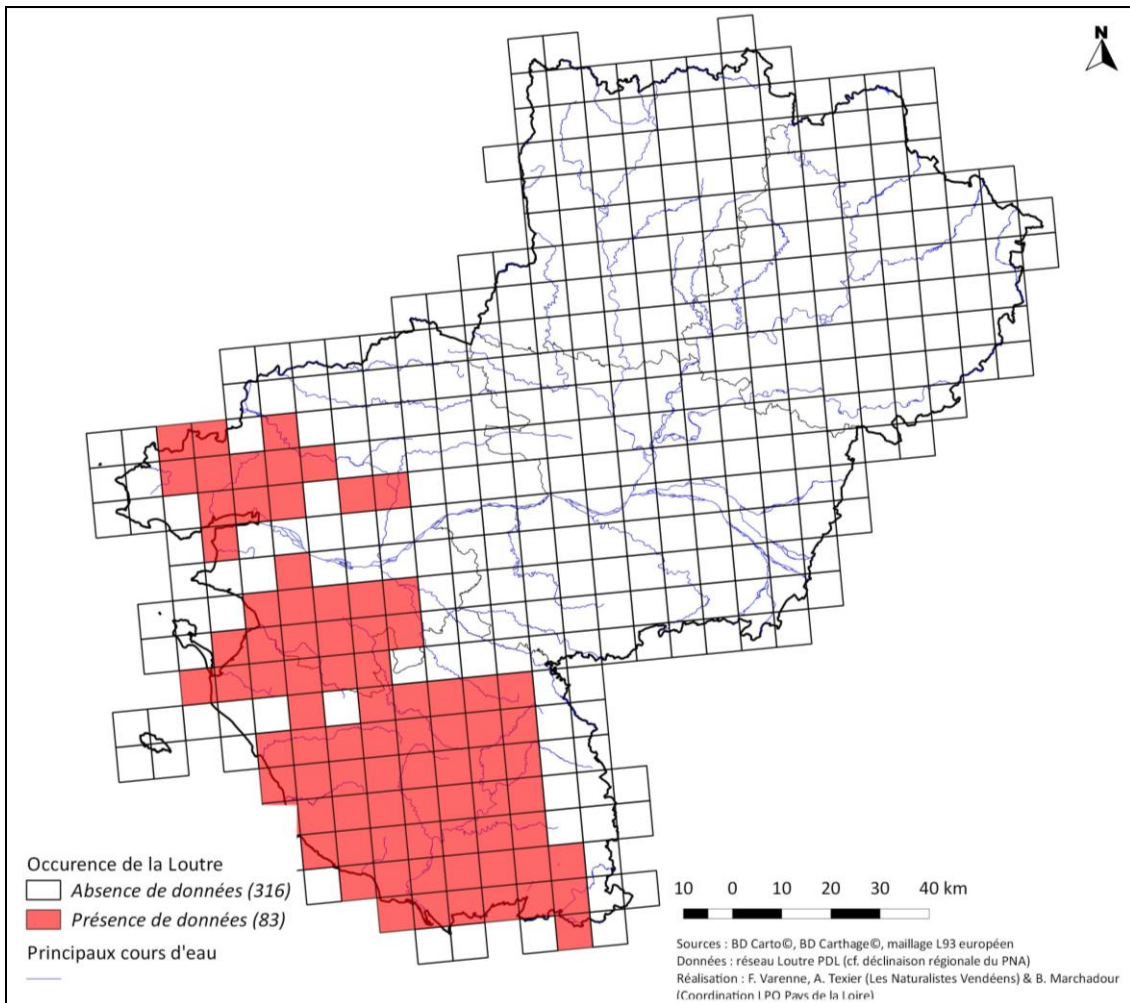 N
Occurence de la Loutre
Absence de données (316)
Présence de données (83)
Principaux cours d'eau
10 0 10 20 30 40 km
Sources : BD Carto©, BD Carthage©, maillage L93 européen
Données : réseau Loutre PDL (cf. déclinaison régionale du PNA)
Réalisation : F. Varenne, A. Texier (Les Naturalistes Vendéens) & B. Marchadour
(Coordination LPO Pays de la Loire)